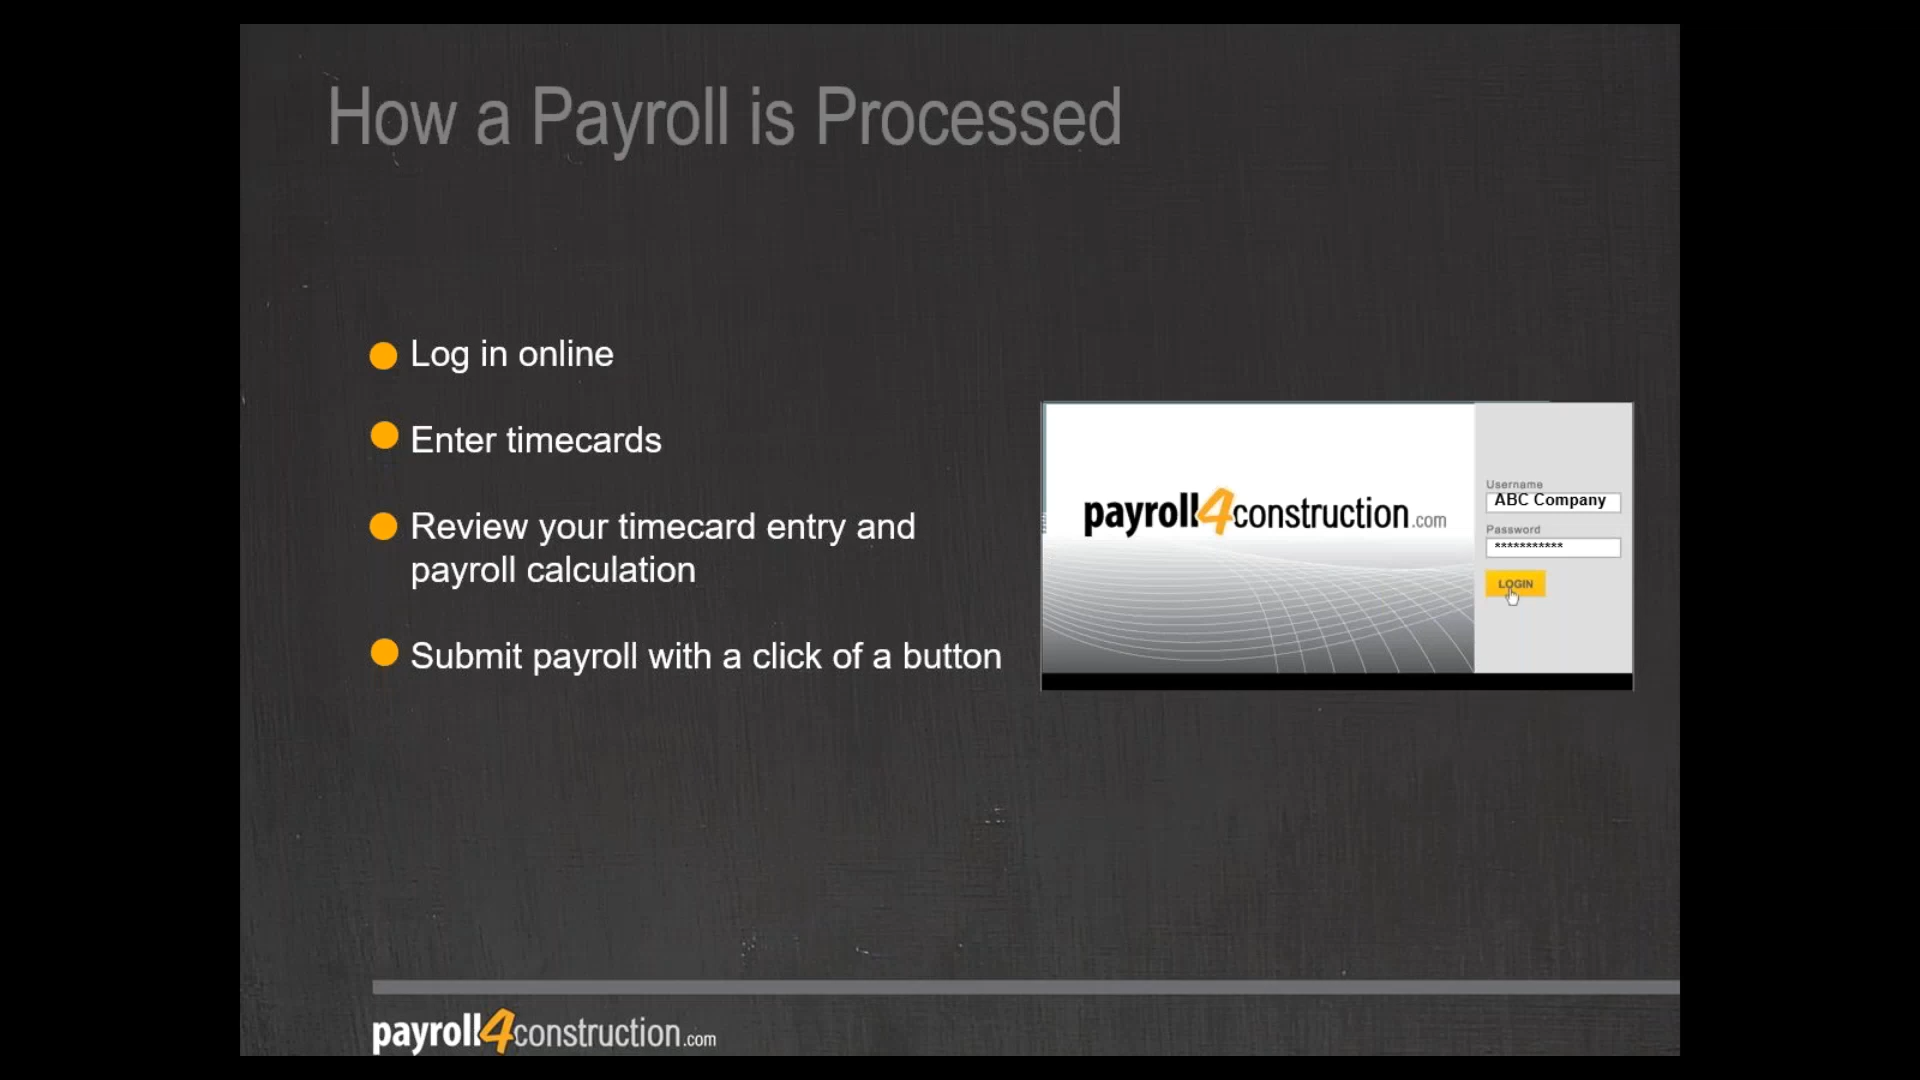 How a Payroll is Processed
Log in online
Enter timecards
Review your timecard entry and
payroll calculation
Submit payroll with a click of a button
payroll4construction.com
Username
ABC Company
Password
***********
LOGIN
payroll4construction.com